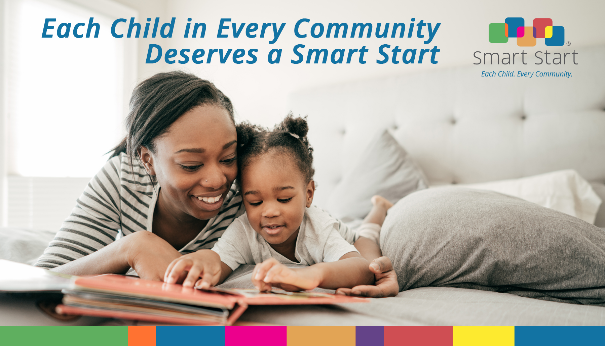 Each Child in Every Community
Deserves a Smart Start
Smart Start
Each Child. Every Community.